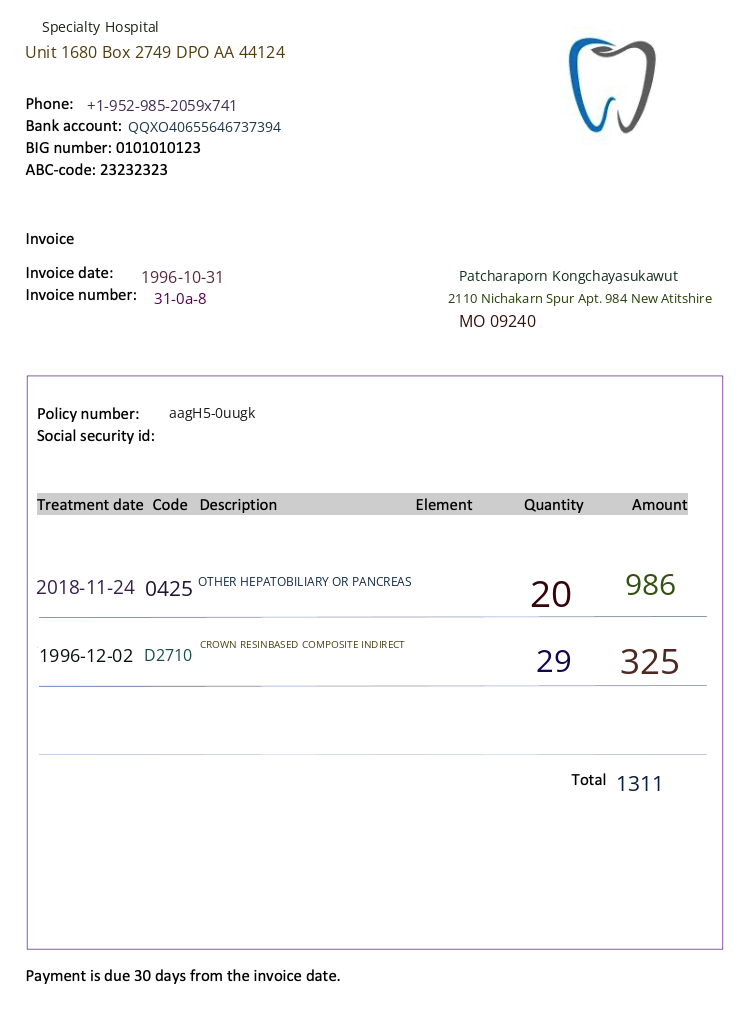 Specialty Hospital
Unit 1680 Box 2749 DPO AA 44124
Phone: +1-952-985-2059x741
Bank account: QQXO40655646737394
BIG number: 0101010123
ABC-code: 23232323
Invoice
Invoice date: 1996-10-31
Invoice number: 31-0a-8
Patcharaporn Kongchayasukawut
2110 Nichakarn Spur Apt. 984 New Atitshire
MO 09240
Policy number: aagH5-0uugk
Social security id:
Treatment date Code Description Element Quantity Amount
2018-11-24 0425 OTHER HEPATOBILIARY OR PANCREAS 20 986
1996-12-02 D2710 CROWN RESINBASED COMPOSITE INDIRECT 29 325
Total 1311
Payment is due 30 days from the invoice date.